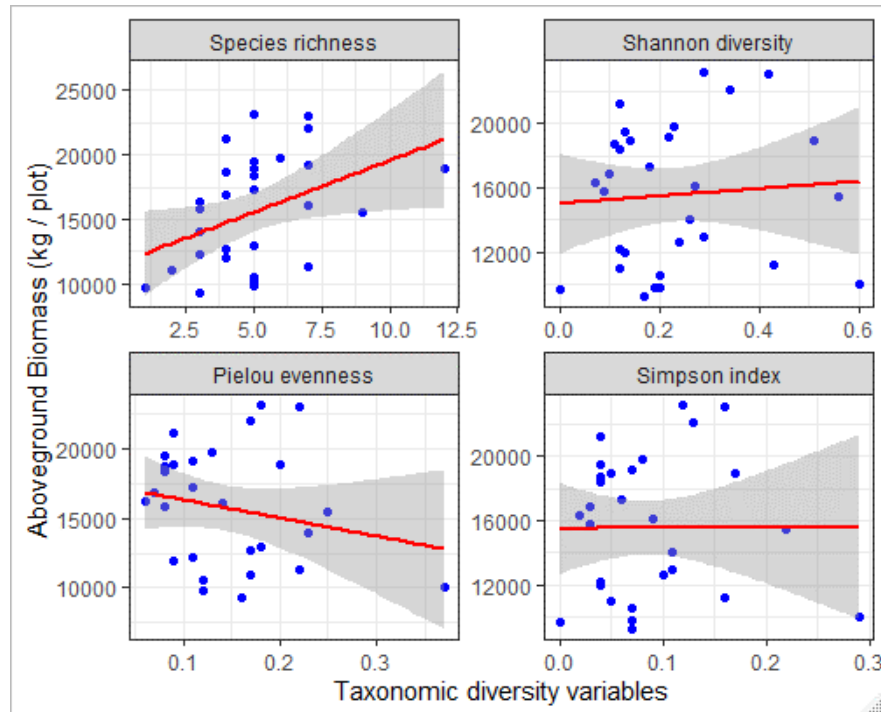 Species richness
Shannon diversity
25000
20000
15000
10000
20000
16000
12000
2.5 5.0 7.5 10.0 12.5
0.0 0.2 0.4 0.6
Pielou evenness
Simpson index
20000
15000
10000
20000
16000
12000
0.1 0.2 0.3
0.0 0.1 0.2 0.3
Aboveground Biomass (kg / plot)
Taxonomic diversity variables